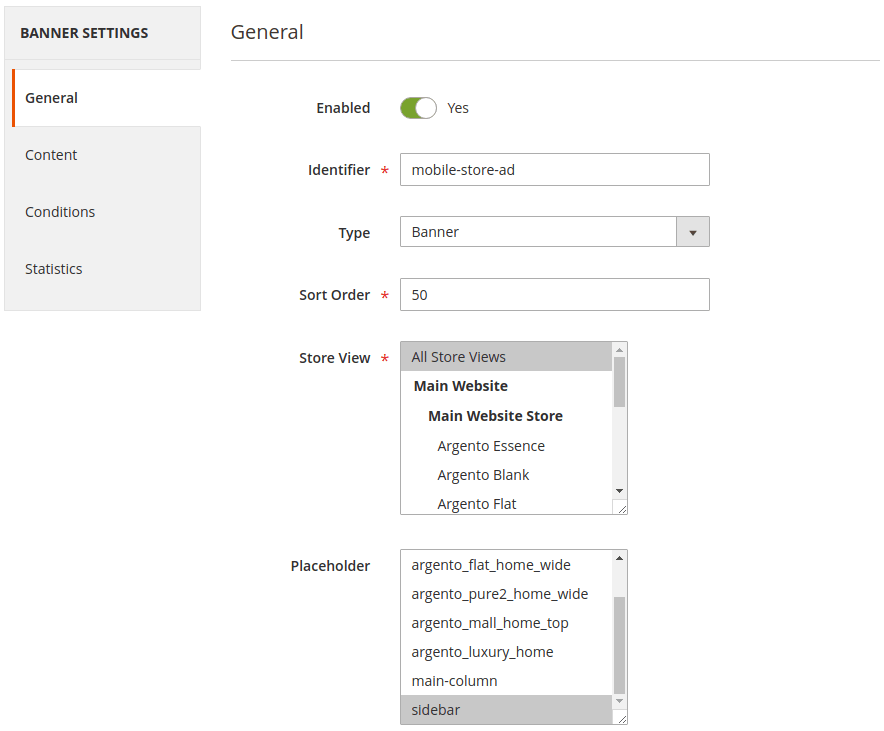 BANNER SETTINGS
General
Content
Conditions
Statistics
General
Enabled Yes
Identifier * mobile-store-ad
Type Banner
Sort Order * 50
Store View * All Store Views
Main Website
Main Website Store
Argento Essence
Argento Blank
Argento Flat
Placeholder argento_flat_home_wide
argento_pure2_home_wide
argento_mall_home_top
argento_luxury_home
main-column
sidebar